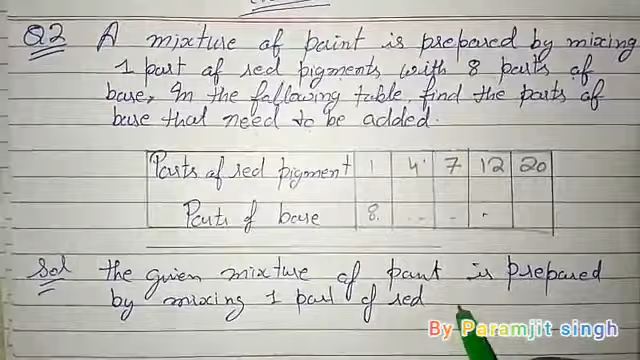 Q2 A mixture of paint is prepared by mixing
1 part of red pigments with 8 parts of
base, In the following table, find the parts of
base that need to be added.
Parts of red pigment 1 4 7 12 20
Parts of base 8
Sol the given mixture of paint is prepared
by mixing 1 part of red
By Paramjit singh